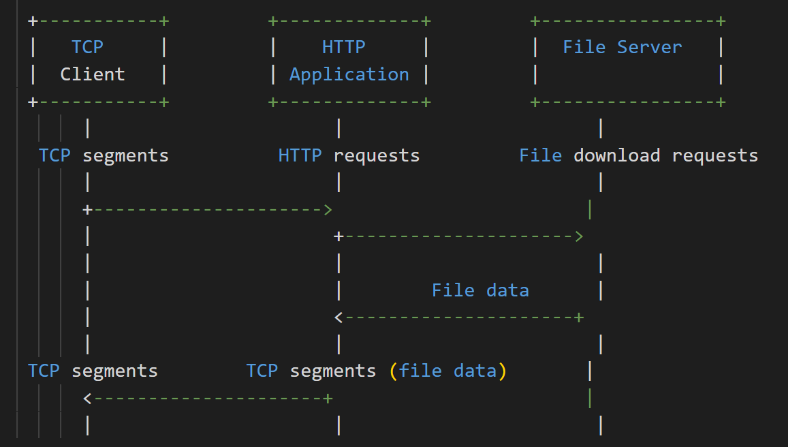 +-----------+         +-------------+         +----------------+
|   TCP     |         |    HTTP     |         |  File Server   |
|  Client   |         | Application |         |                |
+-----------+         +-------------+         +----------------+
     |                      |                       |
 TCP segments          HTTP requests         File download requests
     |                      |                       |
     +--------------------->                       |
     |                      +--------------------->
     |                      |                       |
     |                      |        File data      |
     |                      <---------------------+
     |                      |                       |
TCP segments        TCP segments (file data)       |
     <----------------------+                       |
     |                      |                       |